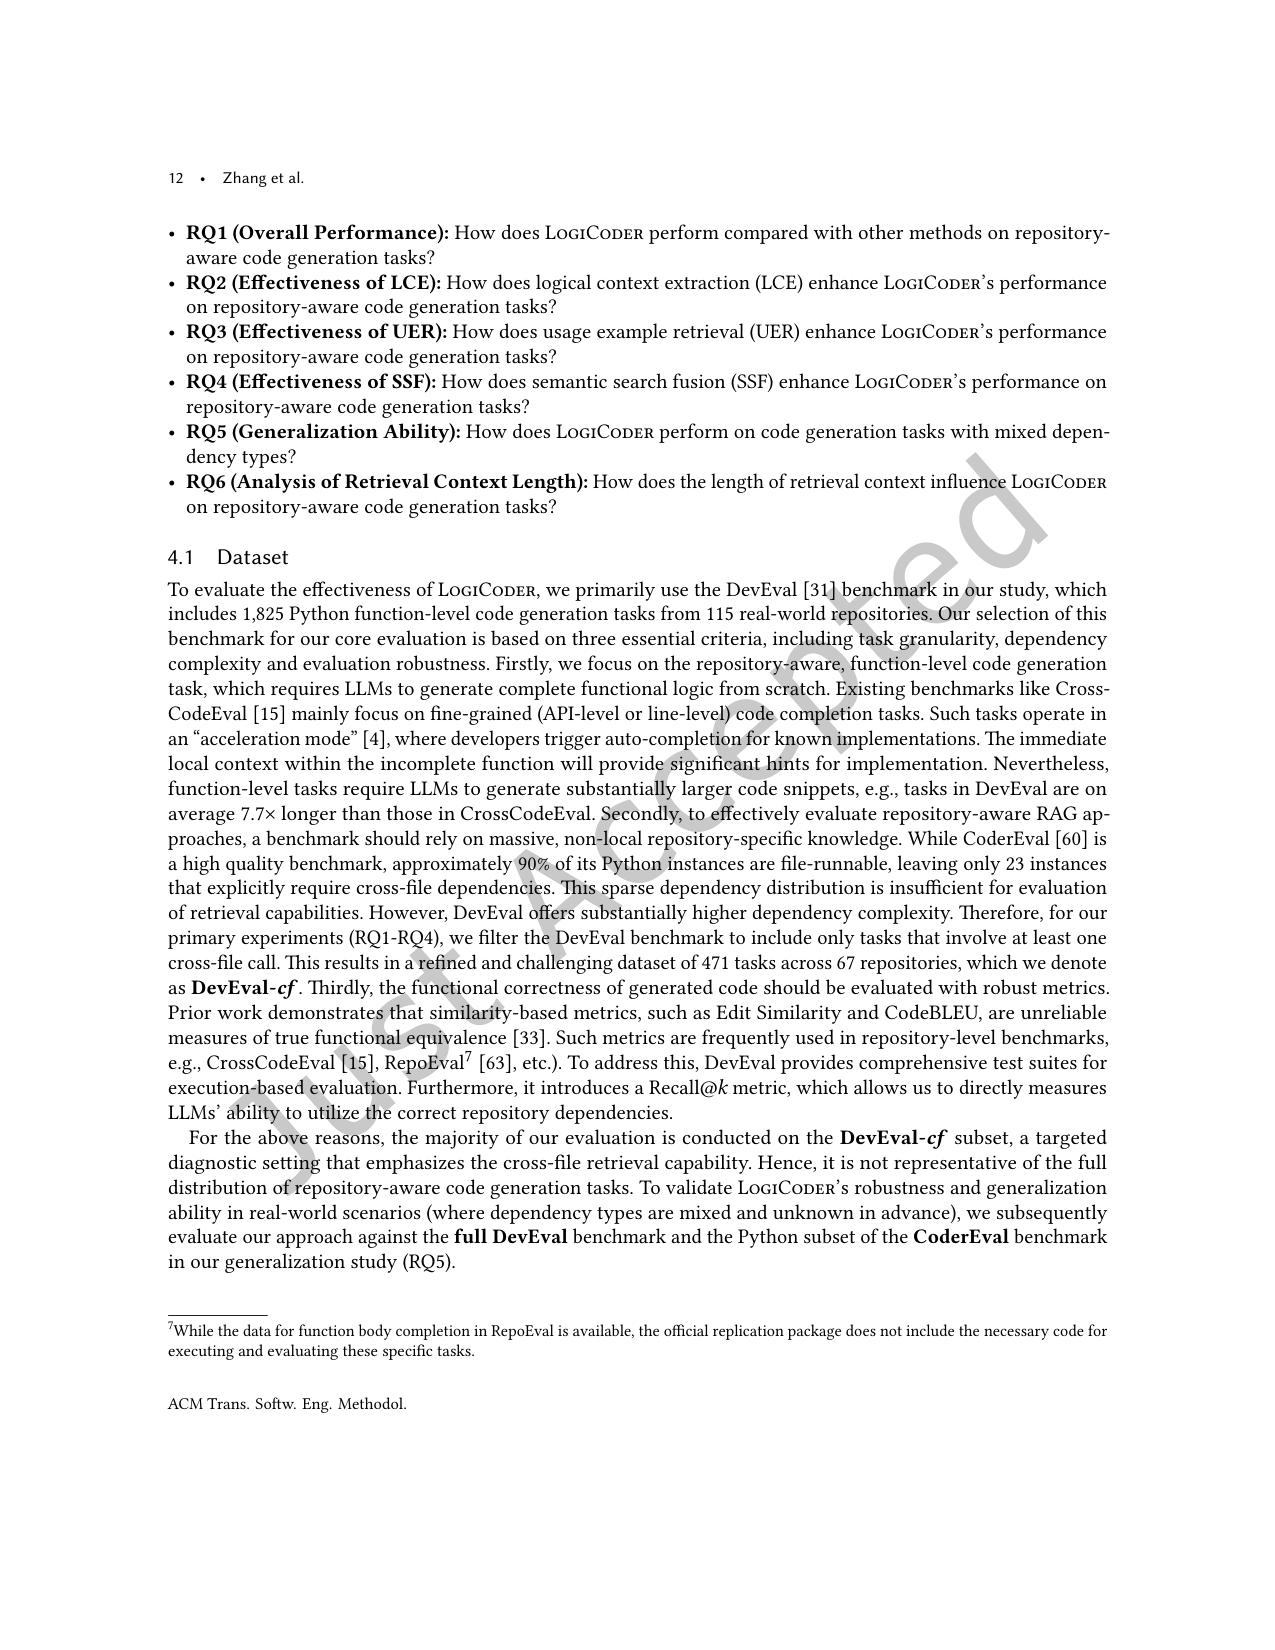 12 • Zhang et al.
• RQ1 (Overall Performance): How does LogiCoder perform compared with other methods on repository-
aware code generation tasks?
• RQ2 (Effectiveness of LCE): How does logical context extraction (LCE) enhance LogiCoder's performance
on repository-aware code generation tasks?
• RQ3 (Effectiveness of UER): How does usage example retrieval (UER) enhance LogiCoder's performance
on repository-aware code generation tasks?
• RQ4 (Effectiveness of SSF): How does semantic search fusion (SSF) enhance LogiCoder's performance on
repository-aware code generation tasks?
• RQ5 (Generalization Ability): How does LogiCoder perform on code generation tasks with mixed depen-
dency types?
• RQ6 (Analysis of Retrieval Context Length): How does the length of retrieval context influence LogiCoder
on repository-aware code generation tasks?
4.1 Dataset
To evaluate the effectiveness of LogiCoder, we primarily use the DevEval [31] benchmark in our study, which
includes 1,825 Python function-level code generation tasks from 115 real-world repositories. Our selection of this
benchmark for our core evaluation is based on three essential criteria, including task granularity, dependency
complexity and evaluation robustness. Firstly, we focus on the repository-aware, function-level code generation
task, which requires LLMs to generate complete functional logic from scratch. Existing benchmarks like Cross-
CodeEval [15] mainly focus on fine-grained (API-level or line-level) code completion tasks. Such tasks operate in
an “acceleration mode” [4], where developers trigger auto-completion for known implementations. The immediate
local context within the incomplete function will provide significant hints for implementation. Nevertheless,
function-level tasks require LLMs to generate substantially larger code snippets, e.g., tasks in DevEval are on
average 7.7× longer than those in CrossCodeEval. Secondly, to effectively evaluate repository-aware RAG ap-
proaches, a benchmark should rely on massive, non-local repository-specific knowledge. While CoderEval [60] is
a high quality benchmark, approximately 90% of its Python instances are file-runnable, leaving only 23 instances
that explicitly require cross-file dependencies. This sparse dependency distribution is insufficient for evaluation
of retrieval capabilities. However, DevEval offers substantially higher dependency complexity. Therefore, for our
primary experiments (RQ1-RQ4), we filter the DevEval benchmark to include only tasks that involve at least one
cross-file call. This results in a refined and challenging dataset of 471 tasks across 67 repositories, which we denote
as DevEval-cf. Thirdly, the functional correctness of generated code should be evaluated with robust metrics.
Prior work demonstrates that similarity-based metrics, such as Edit Similarity and CodeBLEU, are unreliable
measures of true functional equivalence [33]. Such metrics are frequently used in repository-level benchmarks,
e.g., CrossCodeEval [15], RepoEval7 [63], etc.). To address this, DevEval provides comprehensive test suites for
execution-based evaluation. Furthermore, it introduces a Recall@k metric, which allows us to directly measures
LLMs' ability to utilize the correct repository dependencies.
For the above reasons, the majority of our evaluation is conducted on the DevEval-cf subset, a targeted
diagnostic setting that emphasizes the cross-file retrieval capability. Hence, it is not representative of the full
distribution of repository-aware code generation tasks. To validate LogiCoder's robustness and generalization
ability in real-world scenarios (where dependency types are mixed and unknown in advance), we subsequently
evaluate our approach against the full DevEval benchmark and the Python subset of the CoderEval benchmark
in our generalization study (RQ5).
7While the data for function body completion in RepoEval is available, the official replication package does not include the necessary code for
executing and evaluating these specific tasks.
ACM Trans. Softw. Eng. Methodol.
Just Accepted